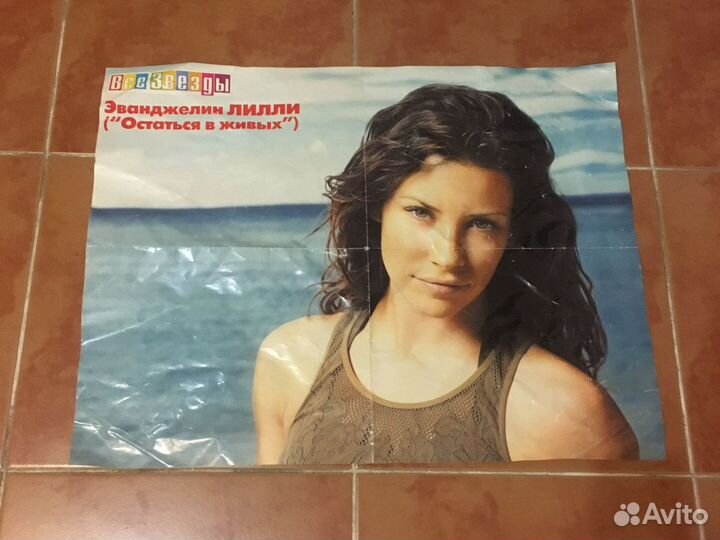 ВСЕЗВЕЗДЫ
Эванджелин ЛИЛЛИ
("Остаться в живых")
Avito